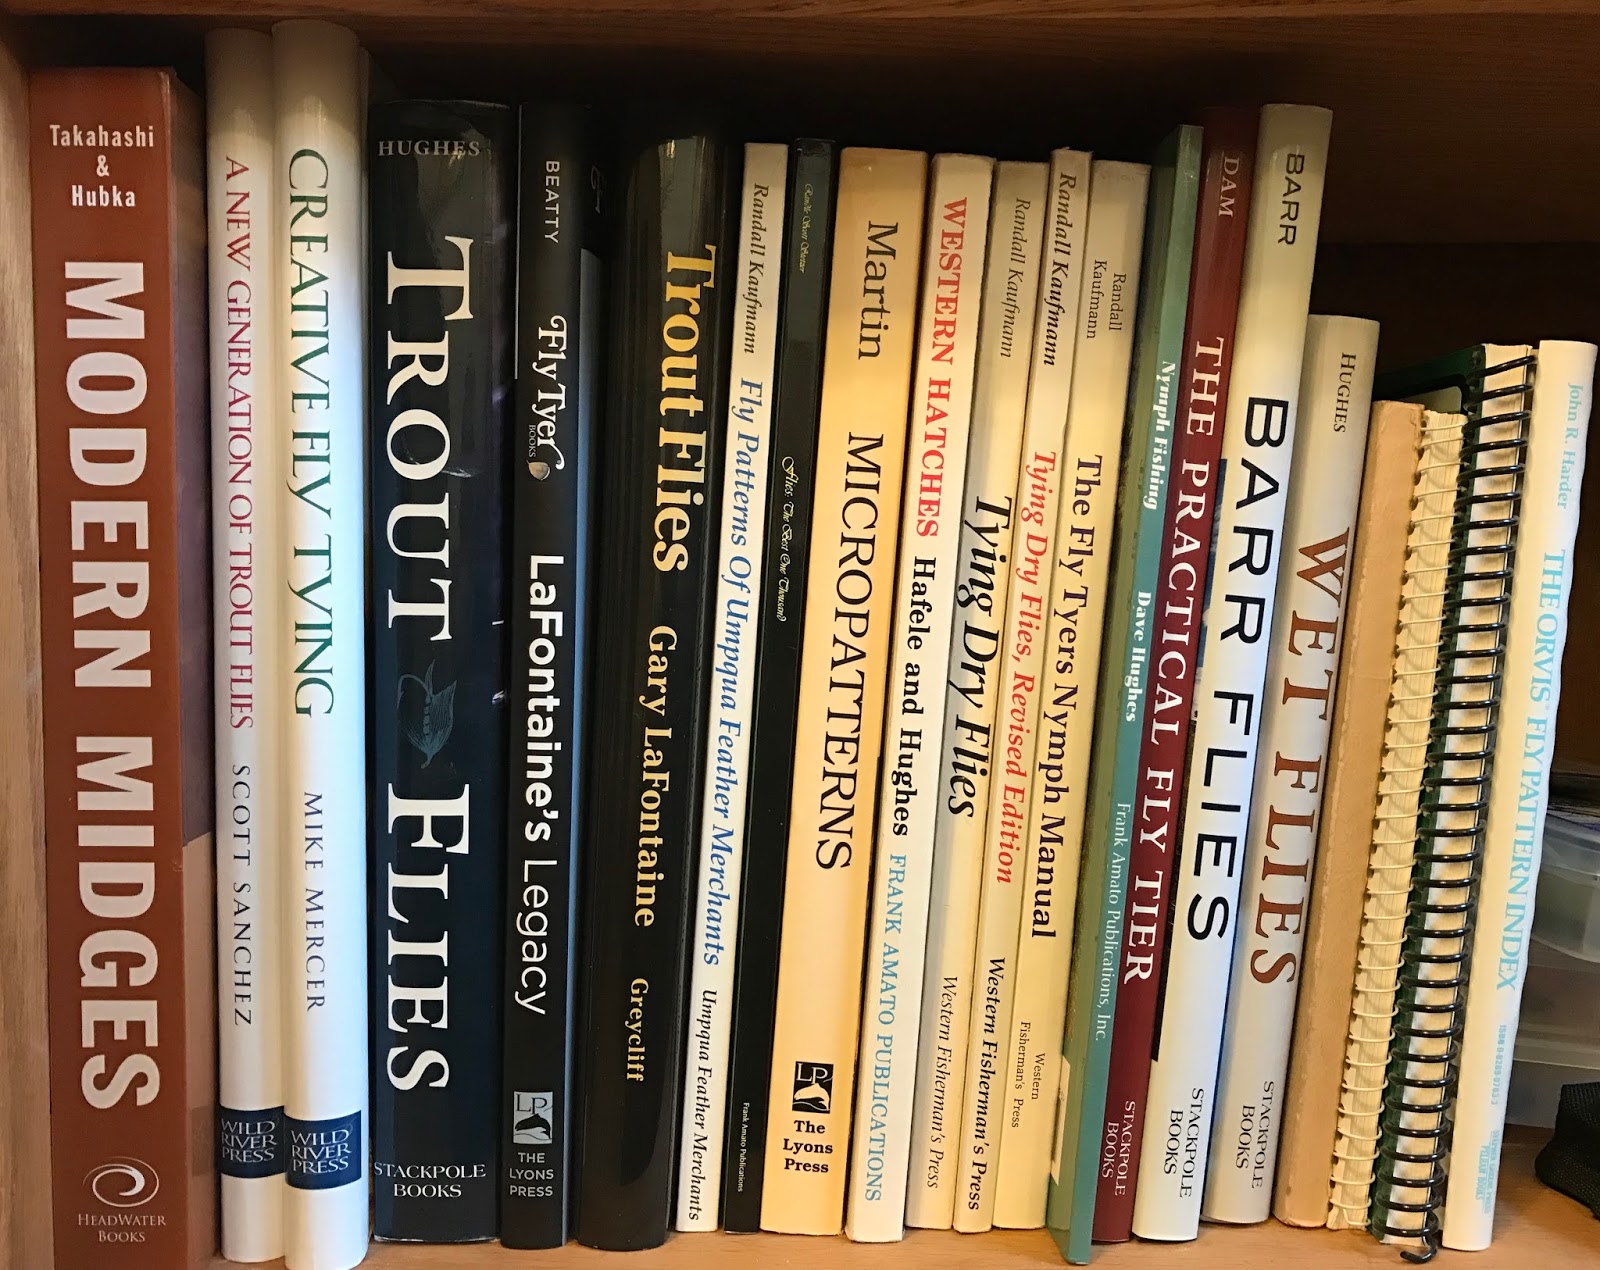 Takahashi
&
Hubka
MODERN MIDGES
HEADWATER
BOOKS
A NEW GENERATION OF TROUT FLIES SCOTT SANCHEZ
WILD
RIVER
PRESS
CREATIVE FLY TYING MIKE MERCER
WILD
RIVER
PRESS
HUGHES
TROUT FLIES
STACKPOLE
BOOKS
BEATTY
FlyTyer
BOOKS
LaFontaine's Legacy
LP
THE
LYONS
PRESS
Trout Flies Gary LaFontaine Greycliff
Randall Kaufmann Fly Patterns Of Umpqua Feather Merchants Umpqua Feather Merchants
Flies: The Best One Thousand Frank Amato Publications
Martin MICROPATTERNS
LP
The
Lyons
Press
WESTERN HATCHES Hafele and Hughes FRANK AMATO PUBLICATIONS
Randall Kaufmann Tying Dry Flies Western Fisherman's Press
Randall Kaufmann Tying Dry Flies, Revised Edition Western Fisherman's Press
Randall
Kaufmann
The Fly Tyers Nymph Manual
Western
Fisherman's Press
Nymph Fishing Dave Hughes Frank Amato Publications, Inc.
DAM THE PRACTICAL FLY TIER
STACKPOLE
BOOKS
BARR BARR FLIES
STACKPOLE
BOOKS
HUGHES WET FLIES
STACKPOLE
BOOKS
John R. Harder THE ORVIS FLY PATTERN INDEX